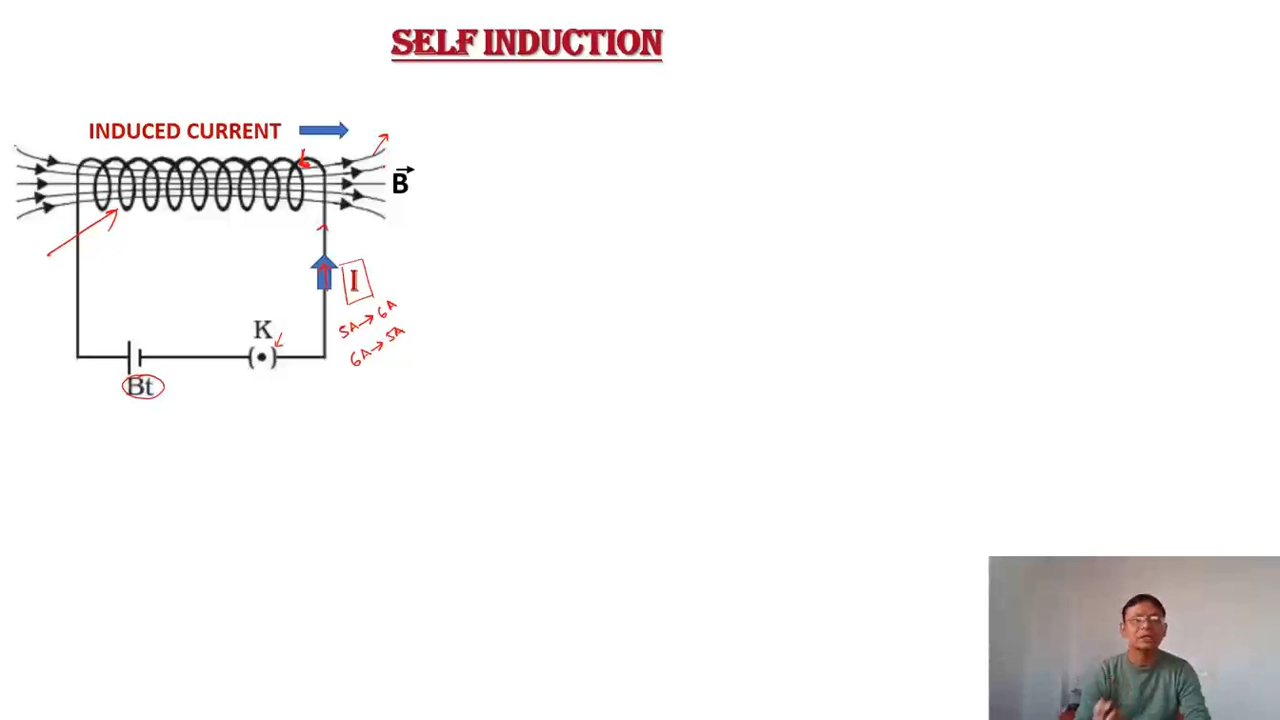 SELF INDUCTION
INDUCED CURRENT
B
I
5A→6A
6A→5A
K
(•)
Bt